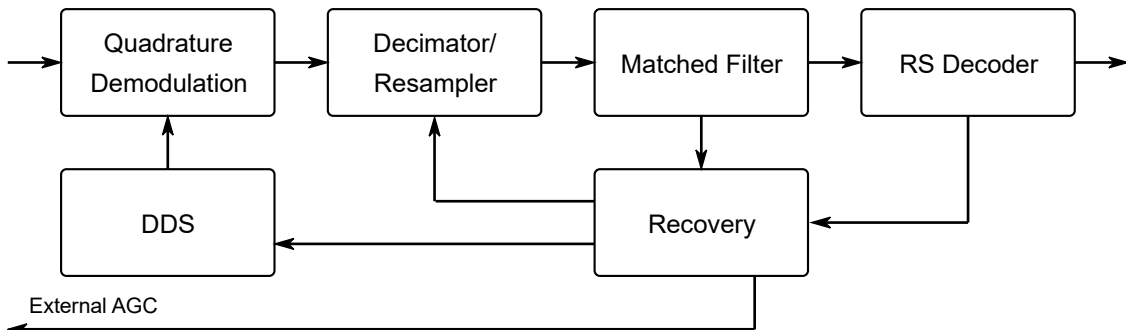 Quadrature
Demodulation
Decimator/
Resampler
Matched Filter
RS Decoder
DDS
Recovery
External AGC